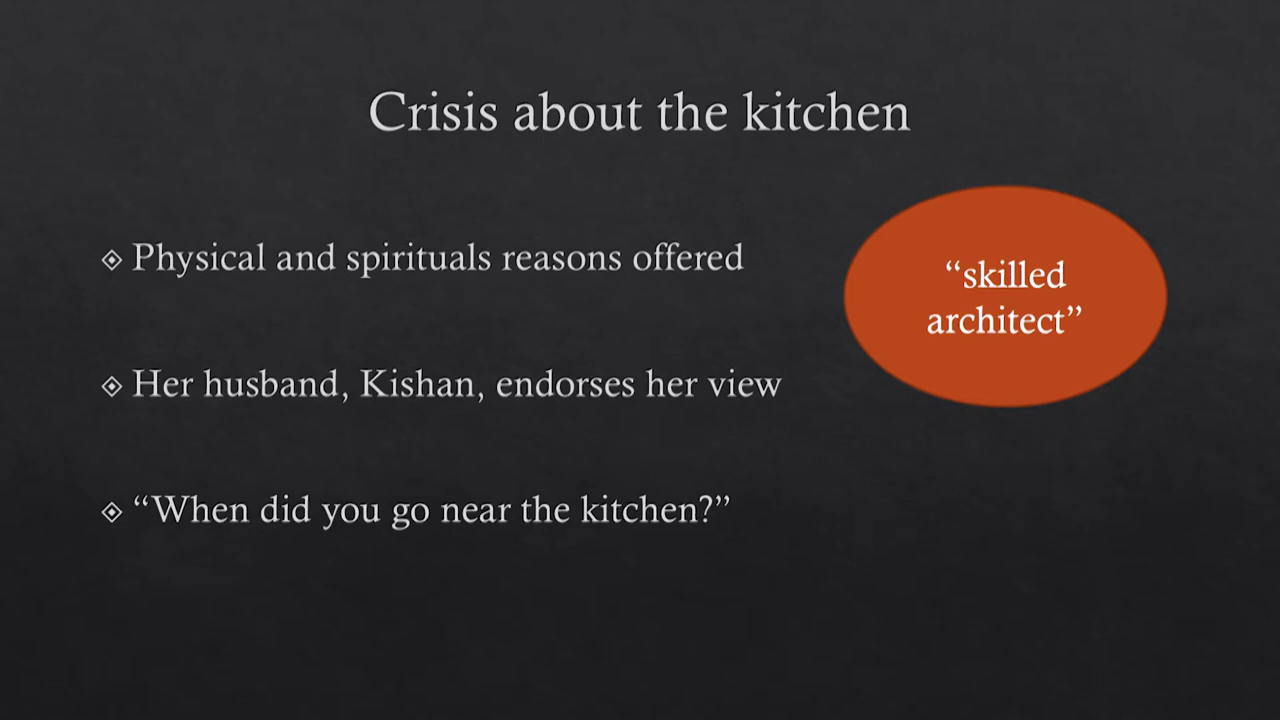 Crisis about the kitchen
Physical and spirituals reasons offered
Her husband, Kishan, endorses her view
“When did you go near the kitchen?”
“skilled
architect”